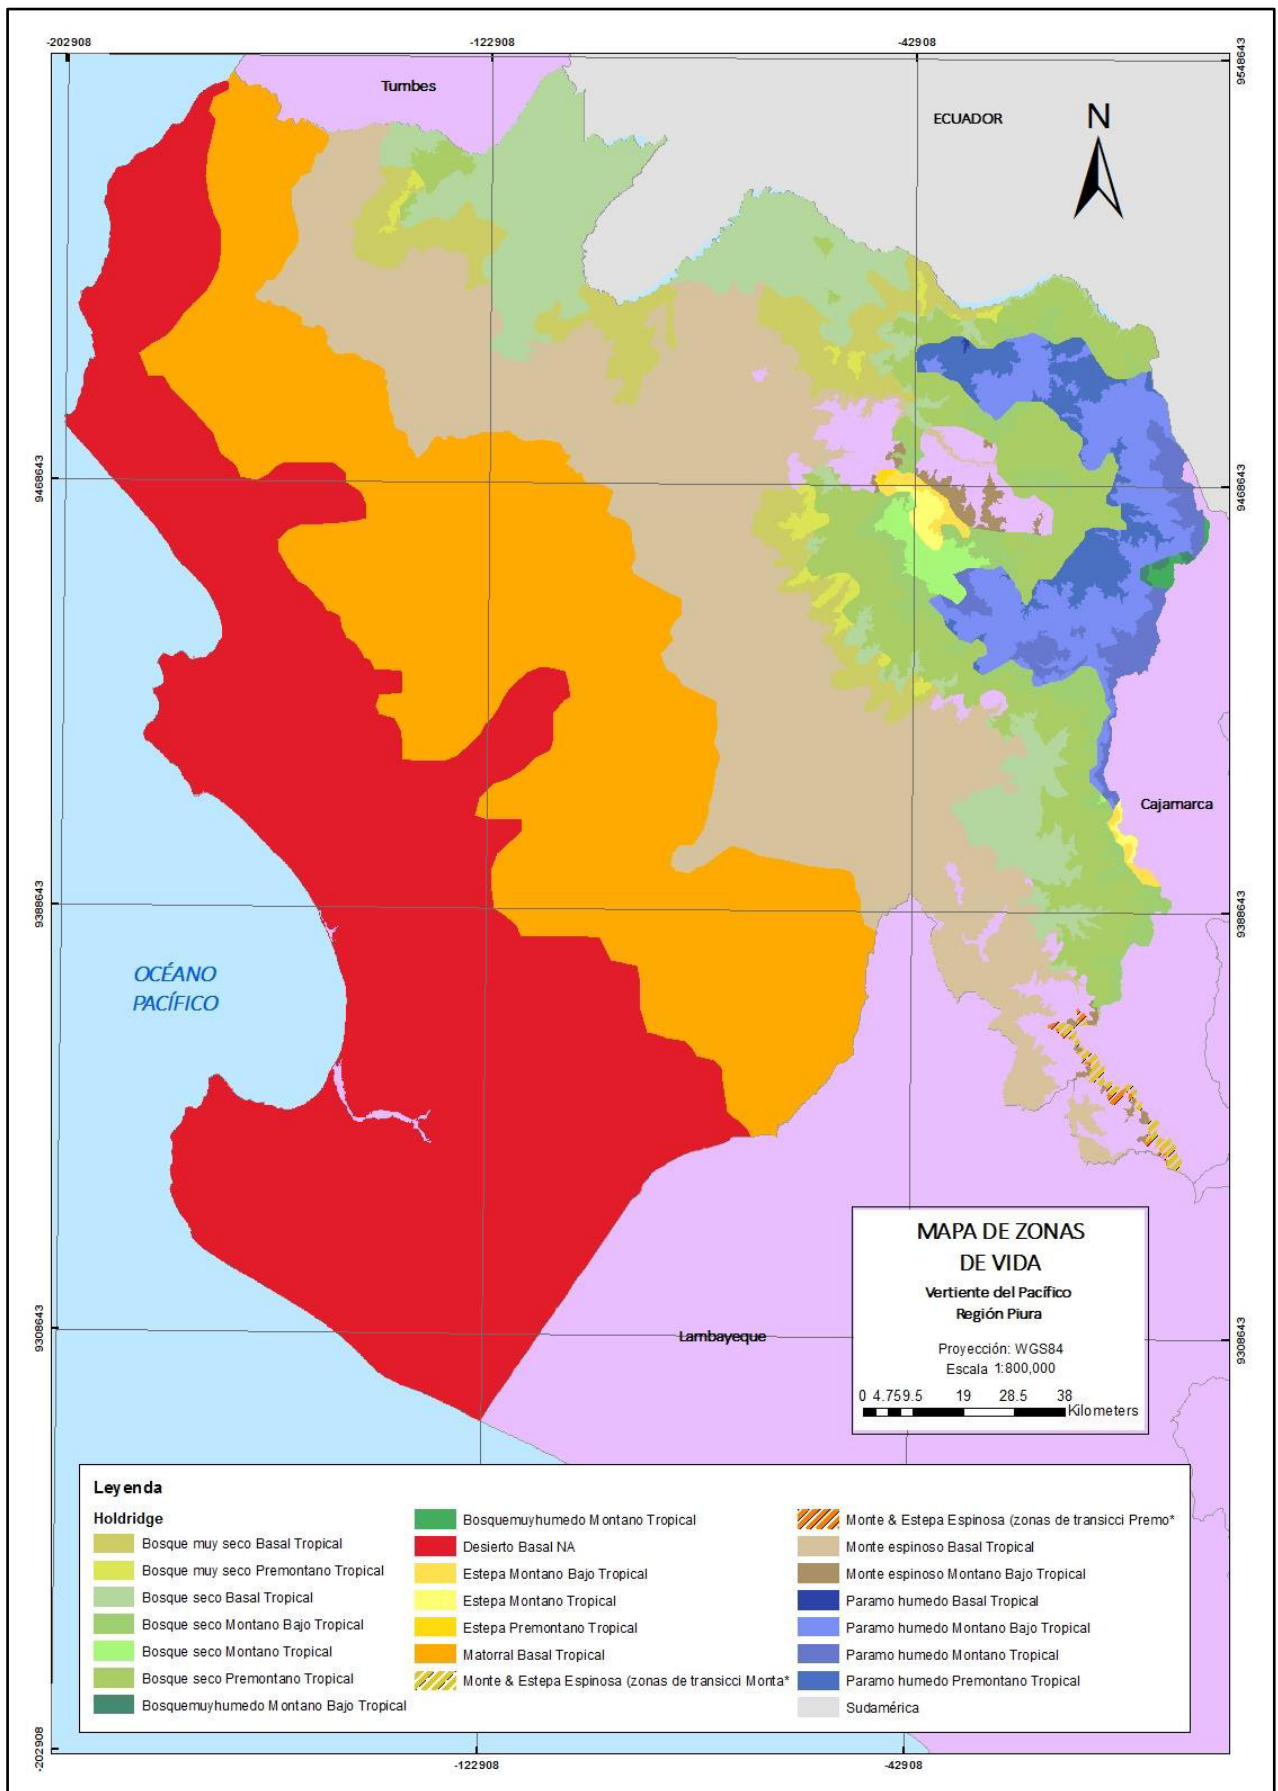 -202908
-122908
-42908
9548643
Tumbes
ECUADOR
N
9468643
9468643
Cajamarca
9388643
9388643
OCÉANO
PACÍFICO
MAPA DE ZONAS
DE VIDA
Vertiente del Pacífico
Región Piura
Proyección: WGS84
Escala 1:800,000
0 4.759.5 19 28.5 38
Kilometers
Lambayeque
9308643
9308643
Leyenda
Holdridge
Bosque muy seco Basal Tropical
Bosque muy seco Premontano Tropical
Bosque seco Basal Tropical
Bosque seco Montano Bajo Tropical
Bosque seco Montano Tropical
Bosque seco Premontano Tropical
Bosquemuyhumedo Montano Bajo Tropical
Bosquemuyhumedo Montano Tropical
Desierto Basal NA
Estepa Montano Bajo Tropical
Estepa Montano Tropical
Estepa Premontano Tropical
Matorral Basal Tropical
Monte & Estepa Espinosa (zonas de transicci Monta*
Monte & Estepa Espinosa (zonas de transicci Premo*
Monte espinoso Basal Tropical
Monte espinoso Montano Bajo Tropical
Paramo humedo Basal Tropical
Paramo humedo Montano Bajo Tropical
Paramo humedo Montano Tropical
Paramo humedo Premontano Tropical
Sudamérica
-202908
-122908
-42908